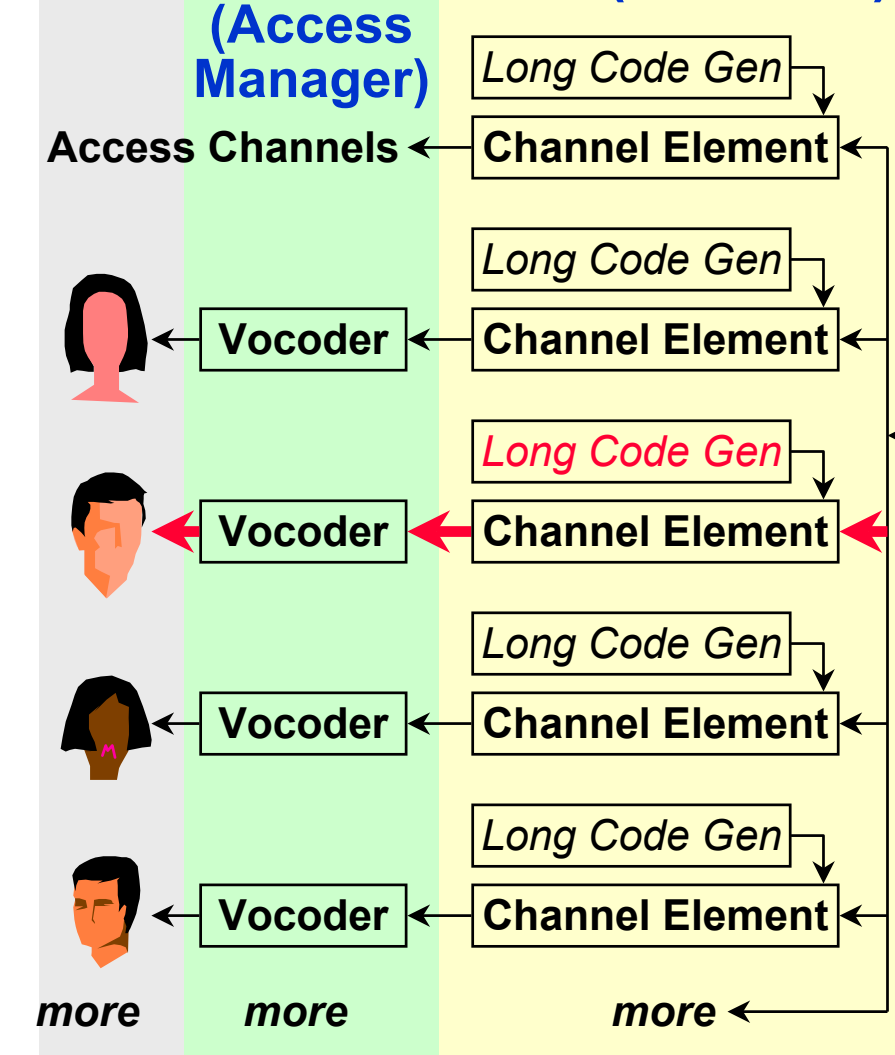 (Access
Manager)
Long Code Gen
Access Channels
Channel Element
Long Code Gen
Vocoder
Channel Element
Long Code Gen
Vocoder
Channel Element
Long Code Gen
Vocoder
Channel Element
Long Code Gen
Vocoder
Channel Element
more
more
more